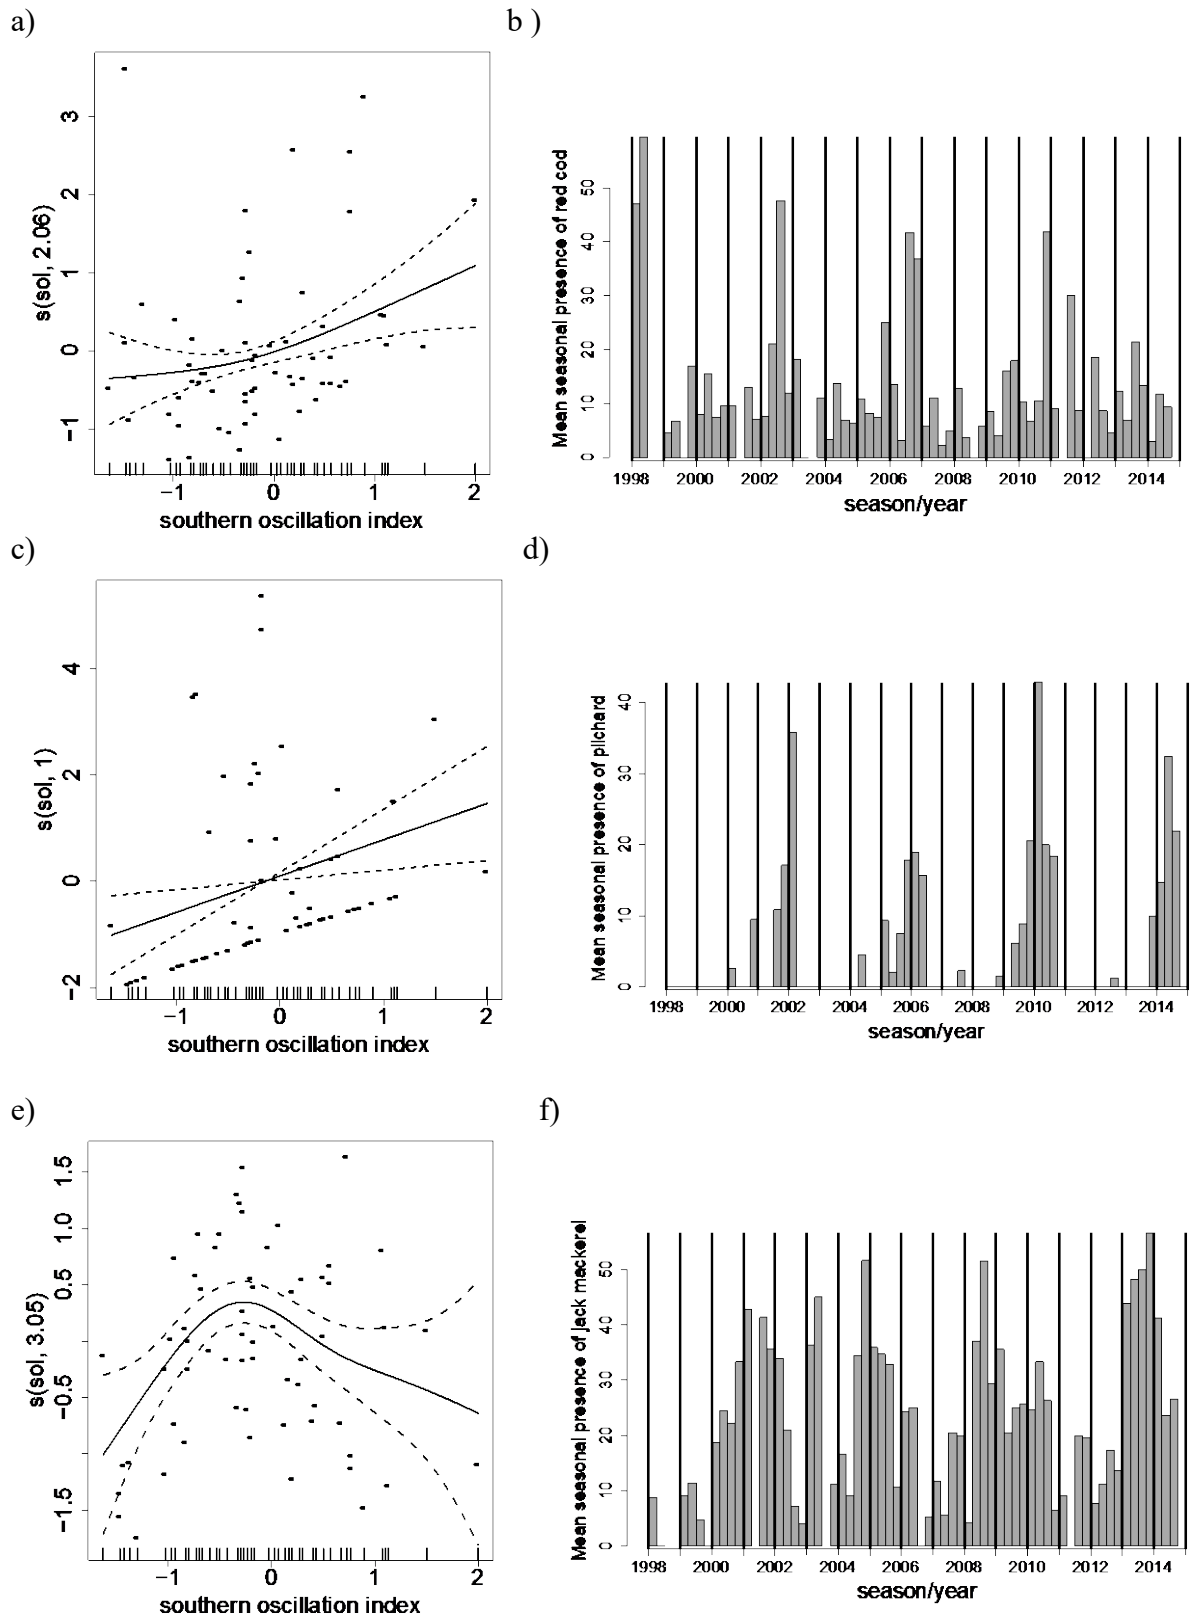 a)
b )
3
2
1
0
−1
s(sol, 2.06)
−1 0 1 2
southern oscillation index
50
40
30
20
10
0
Mean seasonal presence of red cod
1998 2000 2002 2004 2006 2008 2010 2012 2014
season/year
c)
d)
4
2
0
−2
s(sol, 1)
−1 0 1 2
southern oscillation index
40
30
20
10
0
Mean seasonal presence of pilchard
1998 2000 2002 2004 2006 2008 2010 2012 2014
season/year
e)
f)
1.5
1.0
0.5
0.0
−0.5
−1.5
s(sol, 3.05)
−1 0 1 2
southern oscillation index
50
40
30
20
10
0
Mean seasonal presence of jack mackerel
1998 2000 2002 2004 2006 2008 2010 2012 2014
season/year